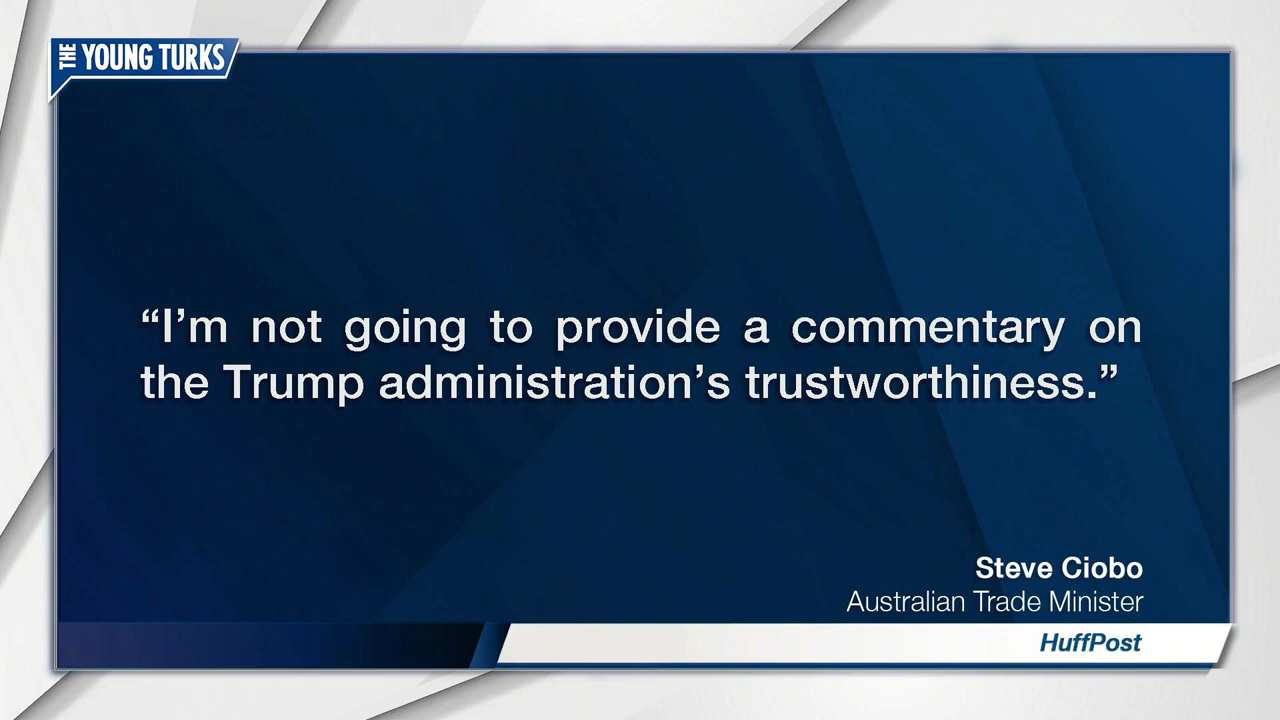 THE YOUNG TURKS
“I’m not going to provide a commentary on
the Trump administration’s trustworthiness.”
Steve Ciobo
Australian Trade Minister
HuffPost